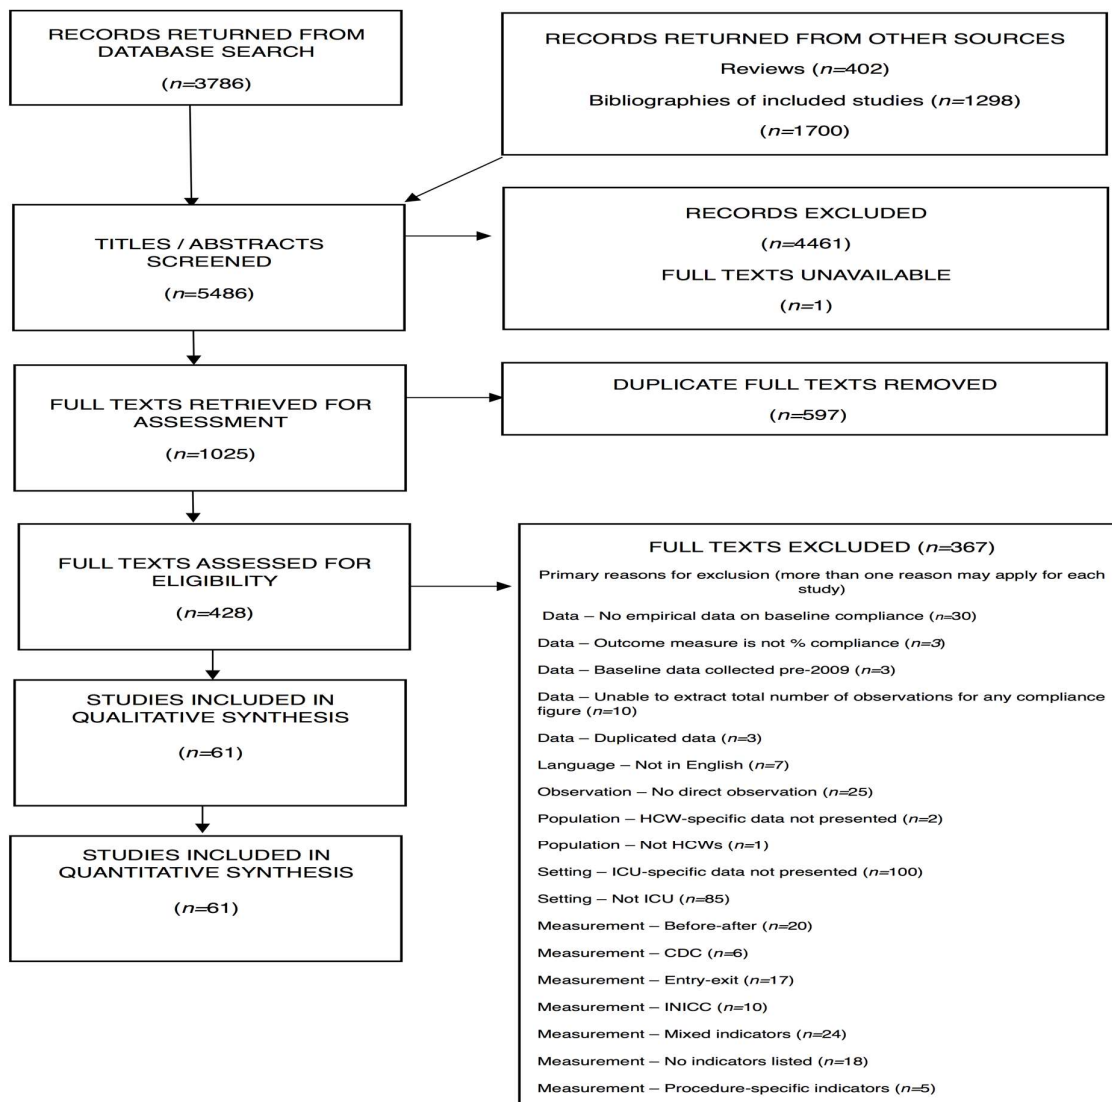 RECORDS RETURNED FROM
DATABASE SEARCH
(n=3786)
RECORDS RETURNED FROM OTHER SOURCES
Reviews (n=402)
Bibliographies of included studies (n=1298)
(n=1700)
TITLES / ABSTRACTS
SCREENED
(n=5486)
RECORDS EXCLUDED
(n=4461)
FULL TEXTS UNAVAILABLE
(n=1)
FULL TEXTS RETRIEVED FOR
ASSESSMENT
(n=1025)
DUPLICATE FULL TEXTS REMOVED
(n=597)
FULL TEXTS ASSESSED FOR
ELIGIBILITY
(n=428)
FULL TEXTS EXCLUDED (n=367)
Primary reasons for exclusion (more than one reason may apply for each
study)
Data – No empirical data on baseline compliance (n=30)
Data – Outcome measure is not % compliance (n=3)
Data – Baseline data collected pre-2009 (n=3)
Data – Unable to extract total number of observations for any compliance
figure (n=10)
Data – Duplicated data (n=3)
Language – Not in English (n=7)
Observation – No direct observation (n=25)
Population – HCW-specific data not presented (n=2)
Population – Not HCWs (n=1)
Setting – ICU-specific data not presented (n=100)
Setting – Not ICU (n=85)
Measurement – Before-after (n=20)
Measurement – CDC (n=6)
Measurement – Entry-exit (n=17)
Measurement – INICC (n=10)
Measurement – Mixed indicators (n=24)
Measurement – No indicators listed (n=18)
Measurement – Procedure-specific indicators (n=5)
STUDIES INCLUDED IN
QUALITATIVE SYNTHESIS
(n=61)
STUDIES INCLUDED IN
QUANTITATIVE SYNTHESIS
(n=61)